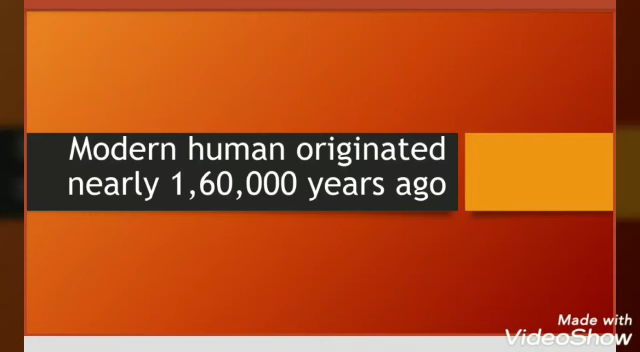 Modern human originated
nearly 1,60,000 years ago
Made with
VideoShow